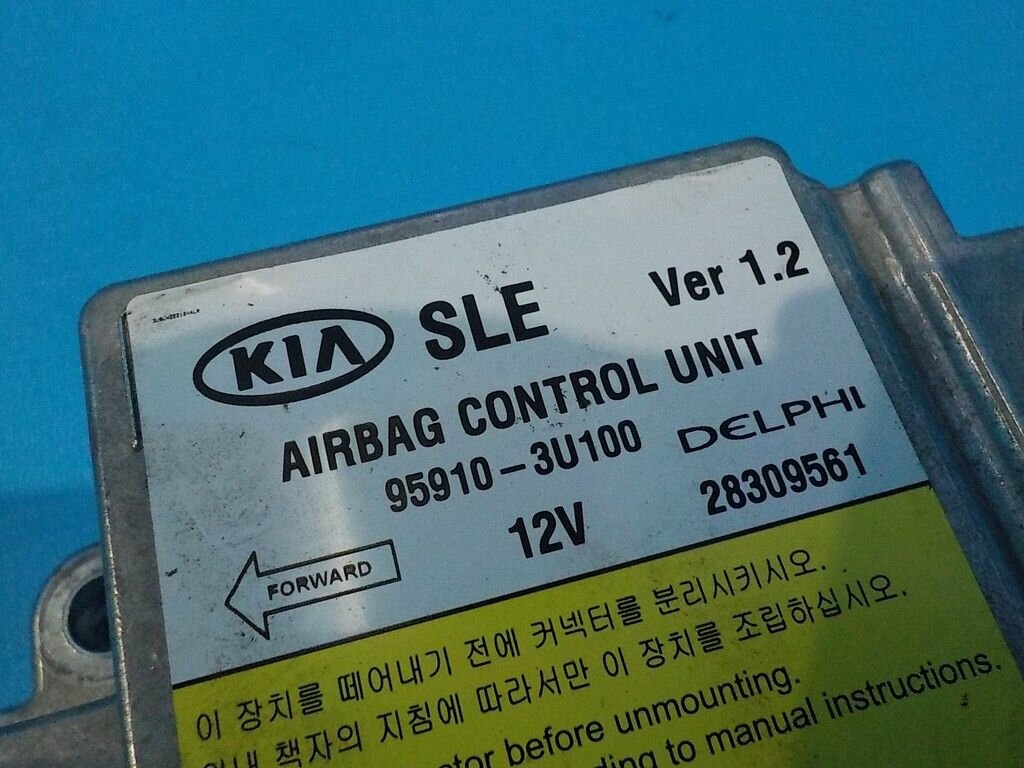 KIA SLE Ver 1.2
AIRBAG CONTROL UNIT
95910-3U100 DELPHI
12V 28309561
FORWARD
이 장치를 떼어내기 전에 커넥터를 분리시키시오.
책자의 지침에 따라서만 이 장치를 조립하십시오.
before unmounting.
to manual instructions.